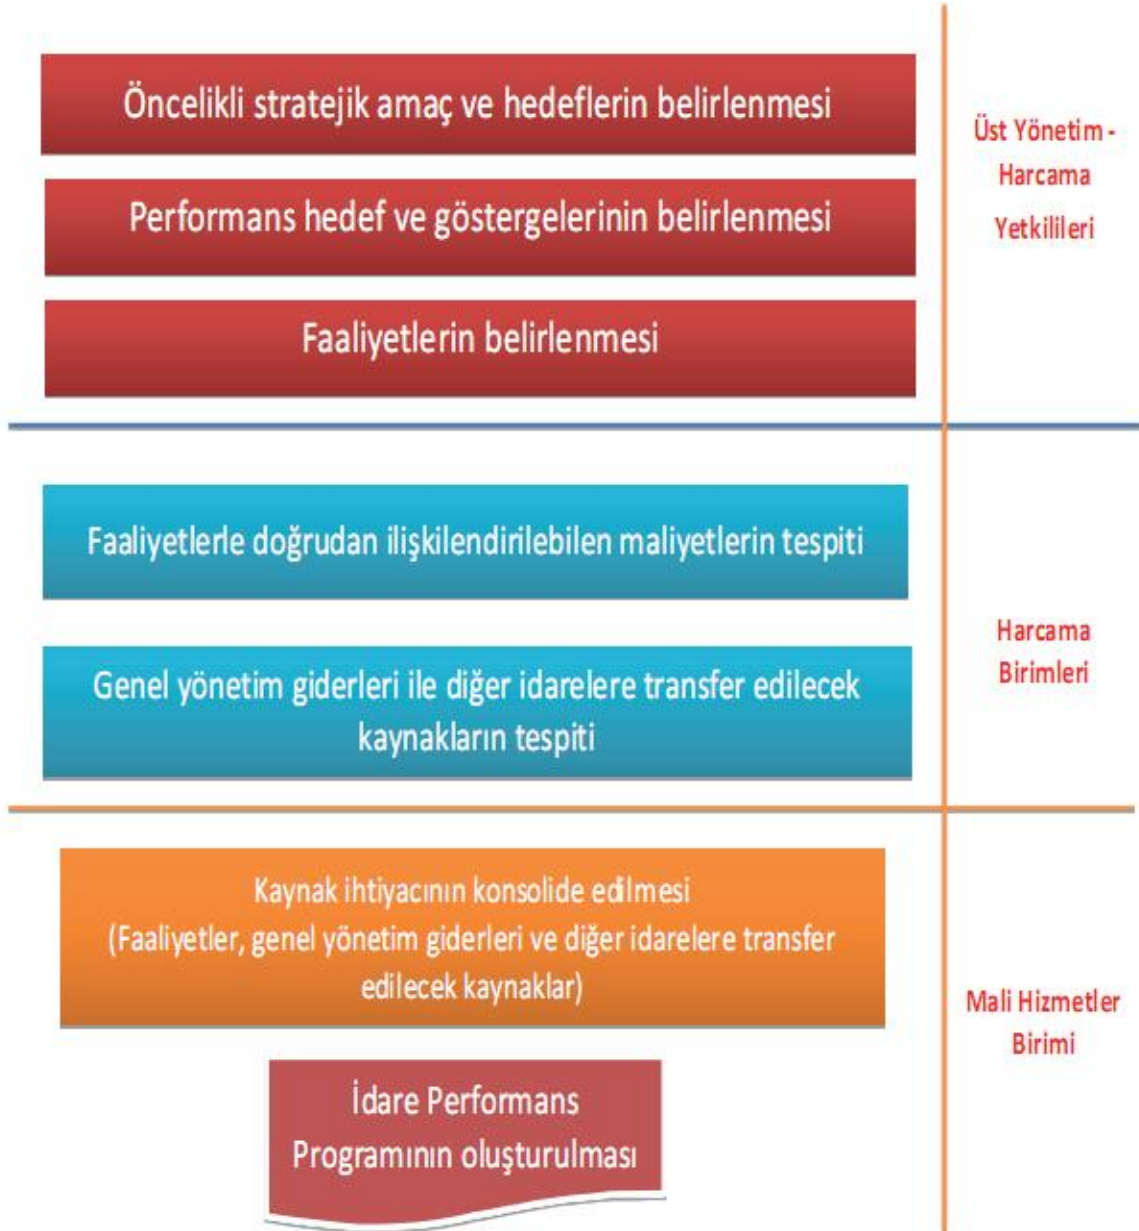 Öncelikli stratejik amaç ve hedeflerin belirlenmesi
Performans hedef ve göstergelerinin belirlenmesi
Faaliyetlerin belirlenmesi
Üst Yönetim -
Harcama
Yetkilileri
Faaliyetlerle doğrudan ilişkilendirilebilen maliyetlerin tespiti
Genel yönetim giderleri ile diğer idarelere transfer edilecek
kaynakların tespiti
Harcama
Birimleri
Kaynak ihtiyacının konsolide edilmesi
(Faaliyetler, genel yönetim giderleri ve diğer idarelere transfer
edilecek kaynaklar)
İdare Performans
Programının oluşturulması
Mali Hizmetler
Birimi